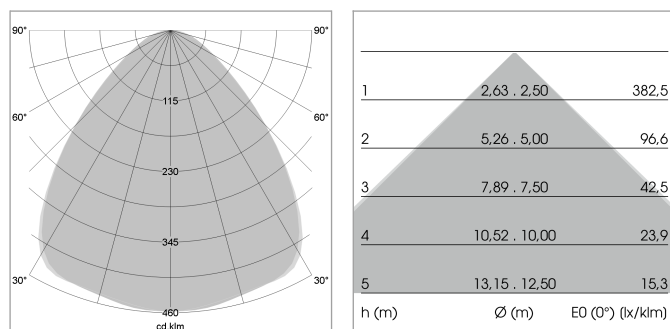 90° 90°
115
60° 60°
230
345
30° 30°
460
cd.klm
1 2,63 . 2,50 382,5
2 5,26 . 5,00 96,6
3 7,89 . 7,50 42,5
4 10,52 . 10,00 23,9
5 13,15 . 12,50 15,3
h (m) Ø (m) E0 (0°) (lx/klm)